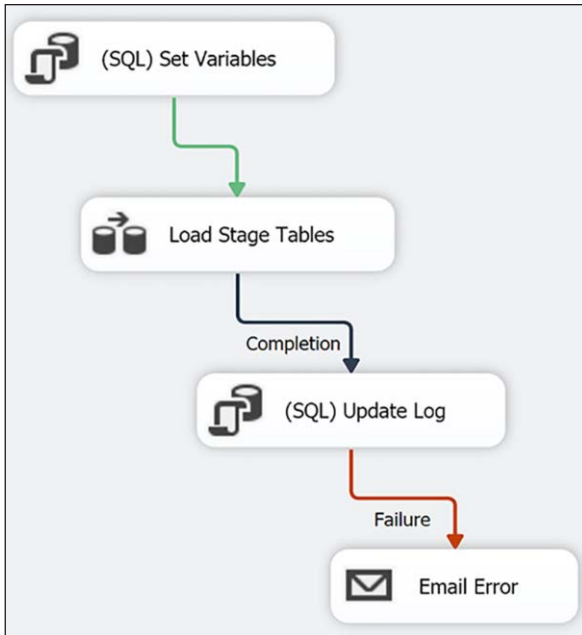 (SQL) Set Variables
Load Stage Tables
Completion
(SQL) Update Log
Failure
Email Error